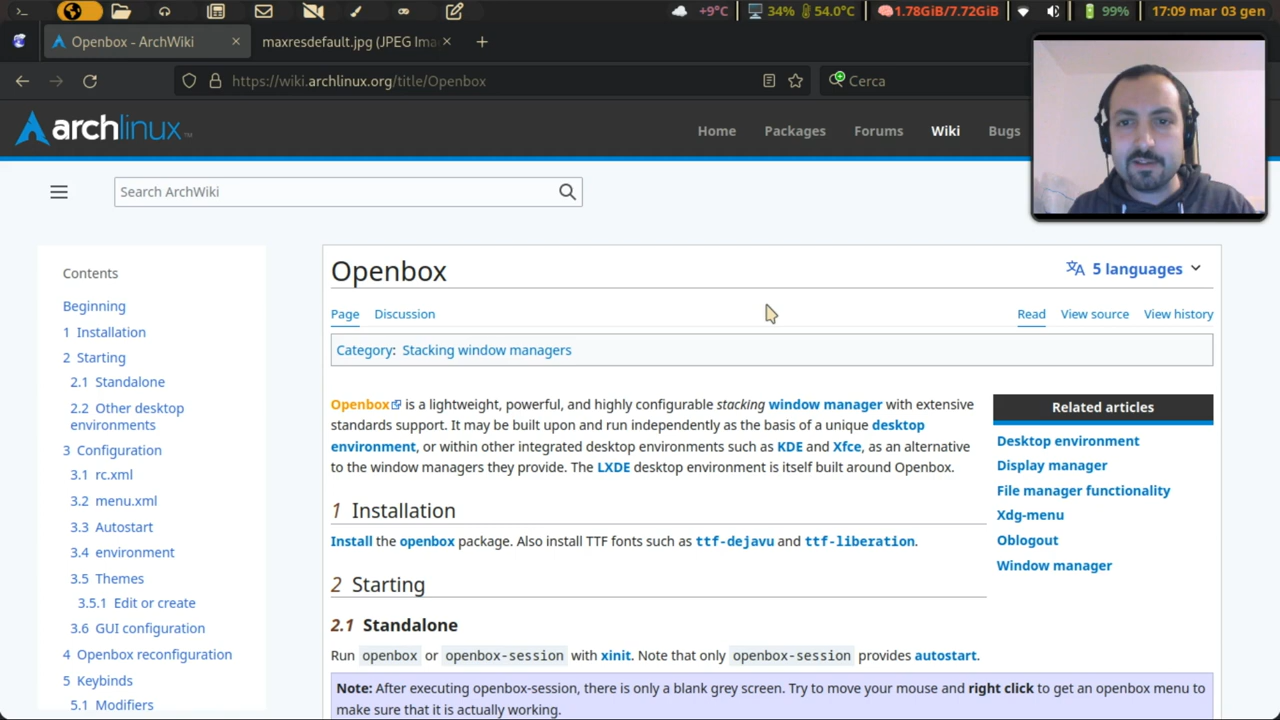 +9°C 34% 54.0°C 1.78GiB/7.72GiB 99% 17:09 mar 03 gen
Openbox - ArchWiki
maxresdefault.jpg (JPEG Ima
https://wiki.archlinux.org/title/Openbox
Cerca
archlinux™
Home Packages Forums Wiki Bugs
Search ArchWiki
Contents
Beginning
1 Installation
2 Starting
2.1 Standalone
2.2 Other desktop
environments
3 Configuration
3.1 rc.xml
3.2 menu.xml
3.3 Autostart
3.4 environment
3.5 Themes
3.5.1 Edit or create
3.6 GUI configuration
4 Openbox reconfiguration
5 Keybinds
5.1 Modifiers
Openbox
5 languages
Page Discussion
Read View source View history
Category: Stacking window managers
Openbox is a lightweight, powerful, and highly configurable stacking window manager with extensive
standards support. It may be built upon and run independently as the basis of a unique desktop
environment, or within other integrated desktop environments such as KDE and Xfce, as an alternative
to the window managers they provide. The LXDE desktop environment is itself built around Openbox.
Related articles
Desktop environment
Display manager
File manager functionality
Xdg-menu
Oblogout
Window manager
1 Installation
Install the openbox package. Also install TTF fonts such as ttf-dejavu and ttf-liberation.
2 Starting
2.1 Standalone
Run openbox or openbox-session with xinit. Note that only openbox-session provides autostart.
Note: After executing openbox-session, there is only a blank grey screen. Try to move your mouse and right click to get an openbox menu to
make sure that it is actually working.